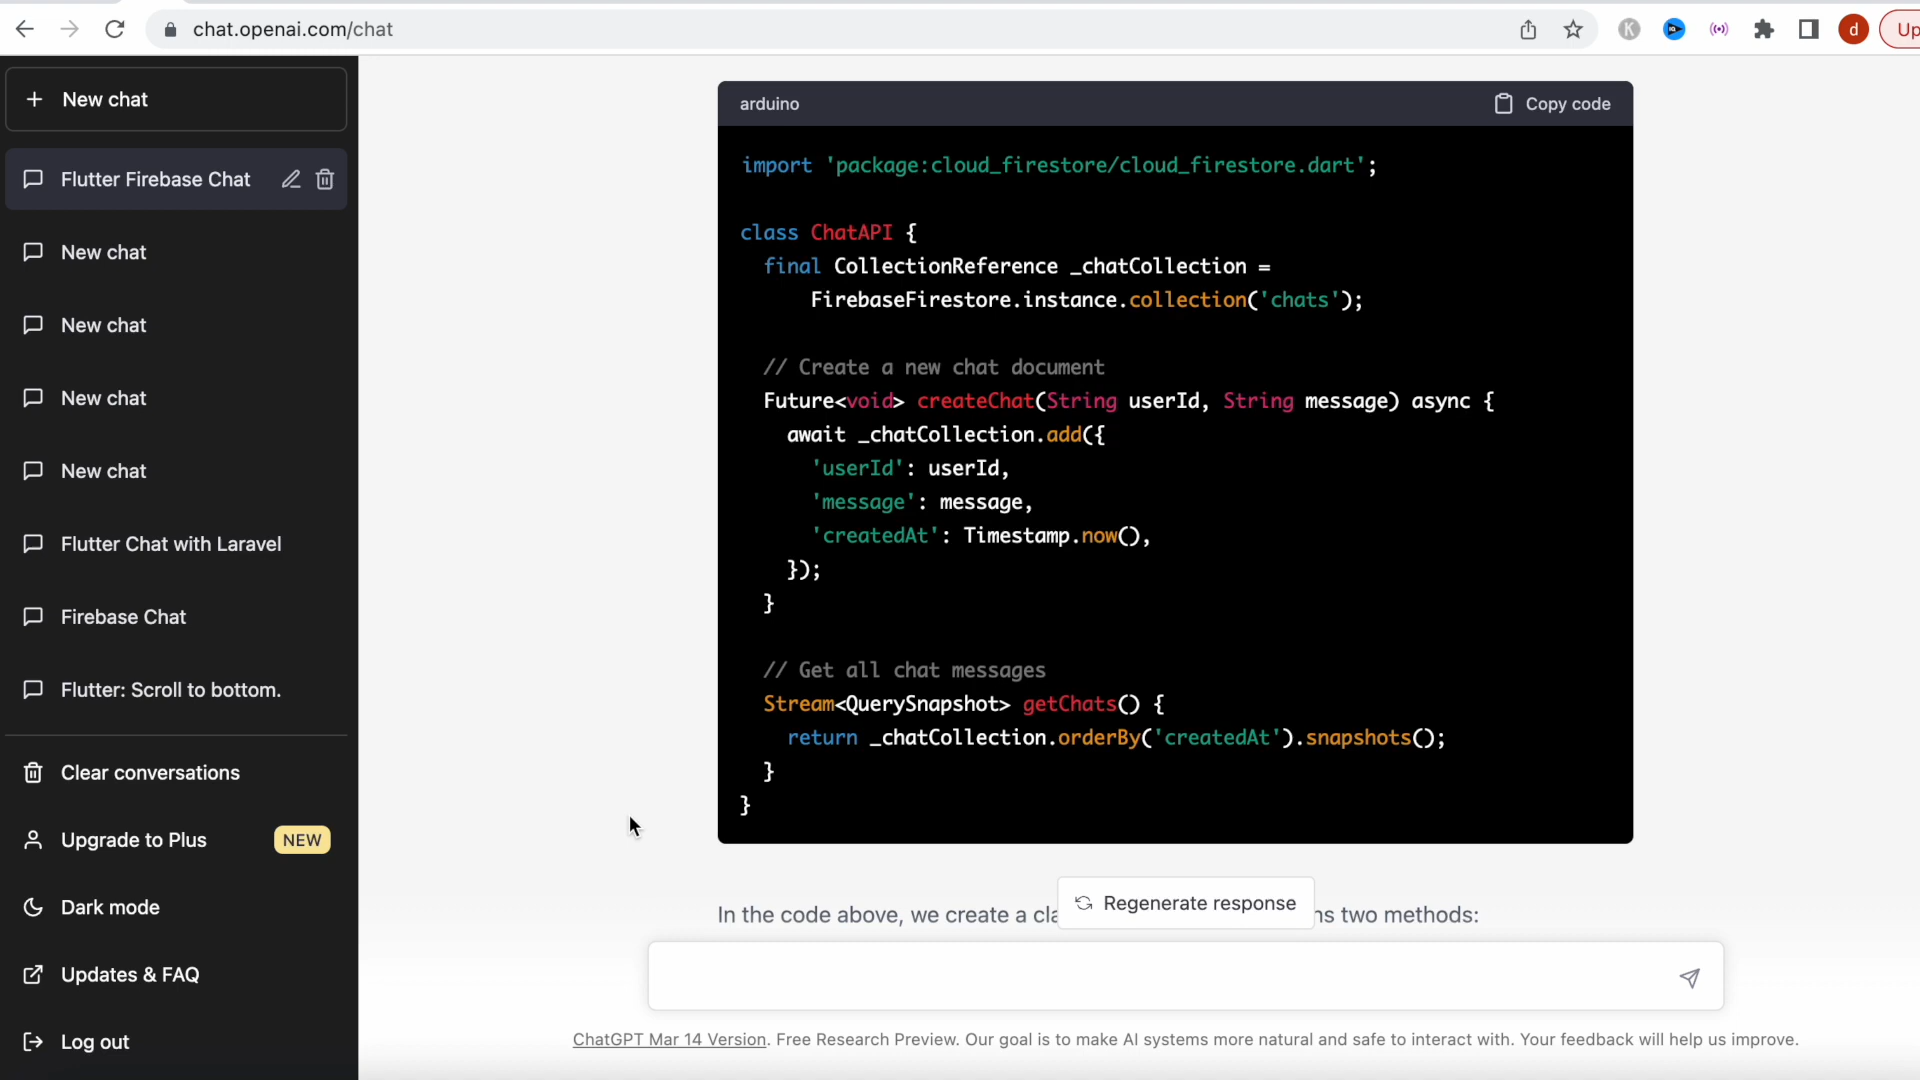 chat.openai.com/chat
K
d
Up
New chat
Flutter Firebase Chat
New chat
New chat
New chat
New chat
Flutter Chat with Laravel
Firebase Chat
Flutter: Scroll to bottom.
Clear conversations
Upgrade to Plus NEW
Dark mode
Updates & FAQ
Log out
arduino Copy code
import 'package:cloud_firestore/cloud_firestore.dart';
class ChatAPI {
final CollectionReference _chatCollection =
FirebaseFirestore.instance.collection('chats');
// Create a new chat document
Future<void> createChat(String userId, String message) async {
await _chatCollection.add({
'userId': userId,
'message': message,
'createdAt': Timestamp.now(),
});
}
// Get all chat messages
Stream<QuerySnapshot> getChats() {
return _chatCollection.orderBy('createdAt').snapshots();
}
}
In the code above, we create a cla
Regenerate response
ns two methods:
ChatGPT Mar 14 Version. Free Research Preview. Our goal is to make AI systems more natural and safe to interact with. Your feedback will help us improve.